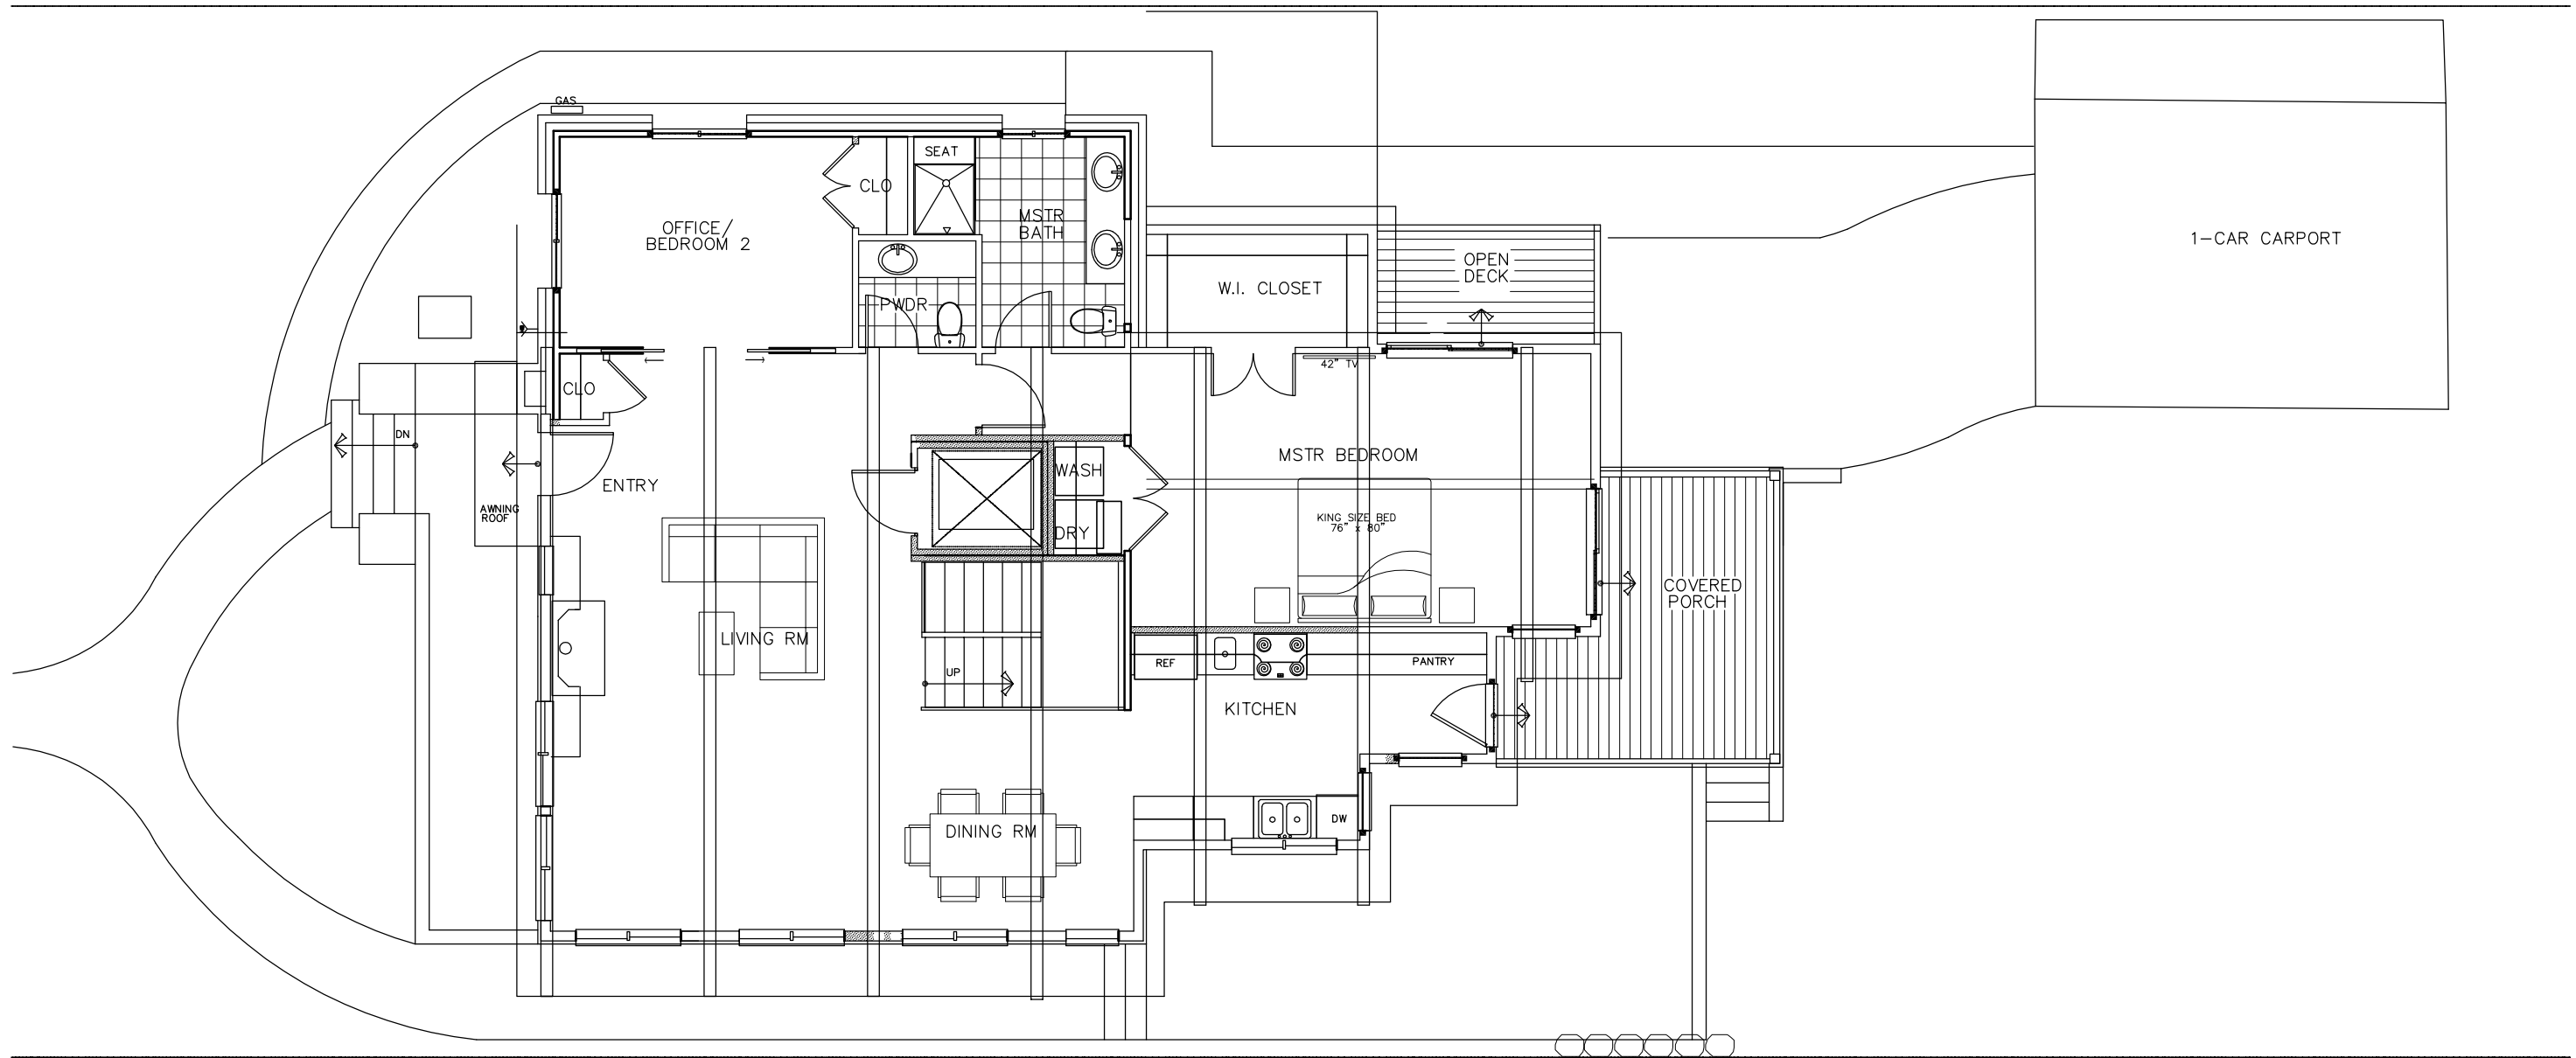 GAS
SEAT
CLO
OFFICE/
BEDROOM 2
MSTR
BATH
1-CAR CARPORT
OPEN
DECK
W.I. CLOSET
PWDR
42" TV
CLO
DN
MSTR BEDROOM
WASH
ENTRY
AWNING
ROOF
KING SIZE BED
76" x 80"
DRY
COVERED
PORCH
LIVING RM
REF
PANTRY
UP
KITCHEN
DW
DINING RM